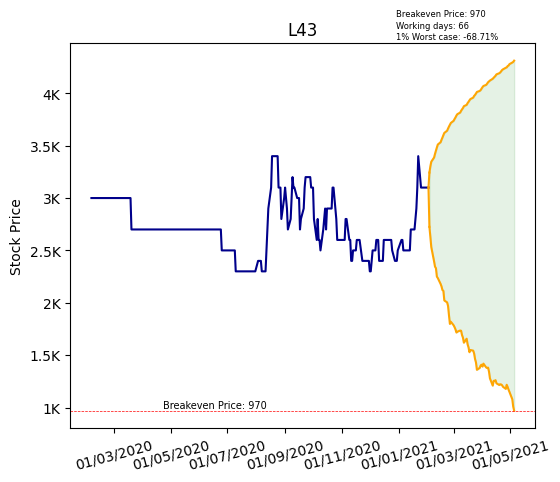 Breakeven Price: 970
Working days: 66
1% Worst case: -68.71%
L43
Stock Price
4K
3.5K
3K
2.5K
2K
1.5K
1K
Breakeven Price: 970
01/03/2020
01/05/2020
01/07/2020
01/09/2020
01/11/2020
01/01/2021
01/03/2021
01/05/2021